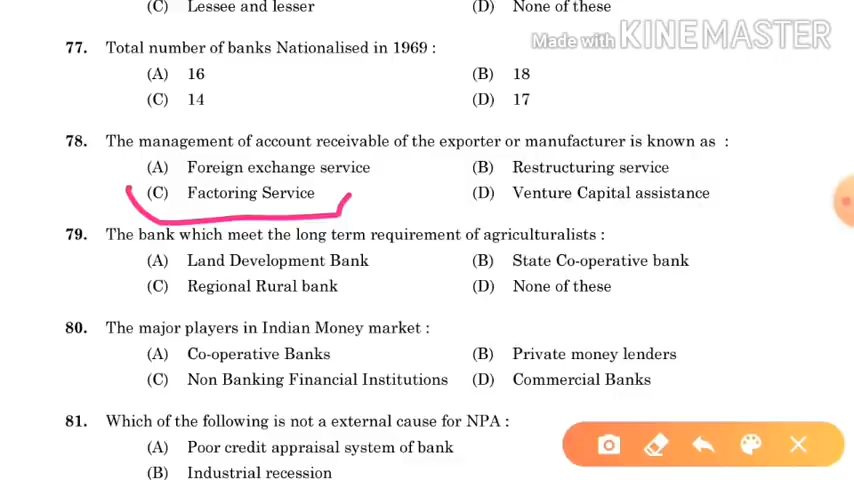 (C) Lessee and lesser (D) None of these
Made with KINEMASTER
77. Total number of banks Nationalised in 1969 :
(A) 16 (B) 18
(C) 14 (D) 17
78. The management of account receivable of the exporter or manufacturer is known as :
(A) Foreign exchange service (B) Restructuring service
(C) Factoring Service (D) Venture Capital assistance
79. The bank which meet the long term requirement of agriculturalists :
(A) Land Development Bank (B) State Co-operative bank
(C) Regional Rural bank (D) None of these
80. The major players in Indian Money market :
(A) Co-operative Banks (B) Private money lenders
(C) Non Banking Financial Institutions (D) Commercial Banks
81. Which of the following is not a external cause for NPA :
(A) Poor credit appraisal system of bank
(B) Industrial recession